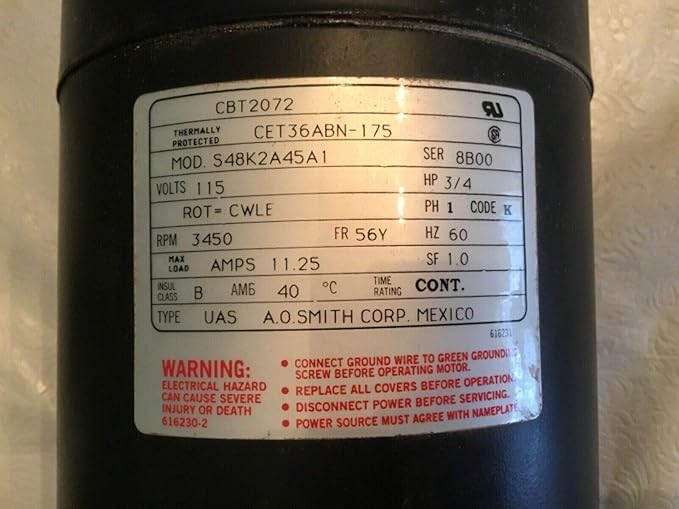 CBT2072
THERMALLY PROTECTED CET36ABN-175
MOD. S48K2A45A1 SER 8B00
VOLTS 115 HP 3/4
ROT= CWLE PH 1 CODE K
RPM 3450 FR 56Y HZ 60
MAX LOAD AMPS 11.25 SF 1.0
INSUL CLASS B AMB 40 °C TIME RATING CONT.
TYPE UAS A.O.SMITH CORP. MEXICO
616231
WARNING:
ELECTRICAL HAZARD
CAN CAUSE SEVERE
INJURY OR DEATH
616230-2
• CONNECT GROUND WIRE TO GREEN GROUNDING
SCREW BEFORE OPERATING MOTOR.
• REPLACE ALL COVERS BEFORE OPERATION.
• DISCONNECT POWER BEFORE SERVICING.
• POWER SOURCE MUST AGREE WITH NAMEPLATE